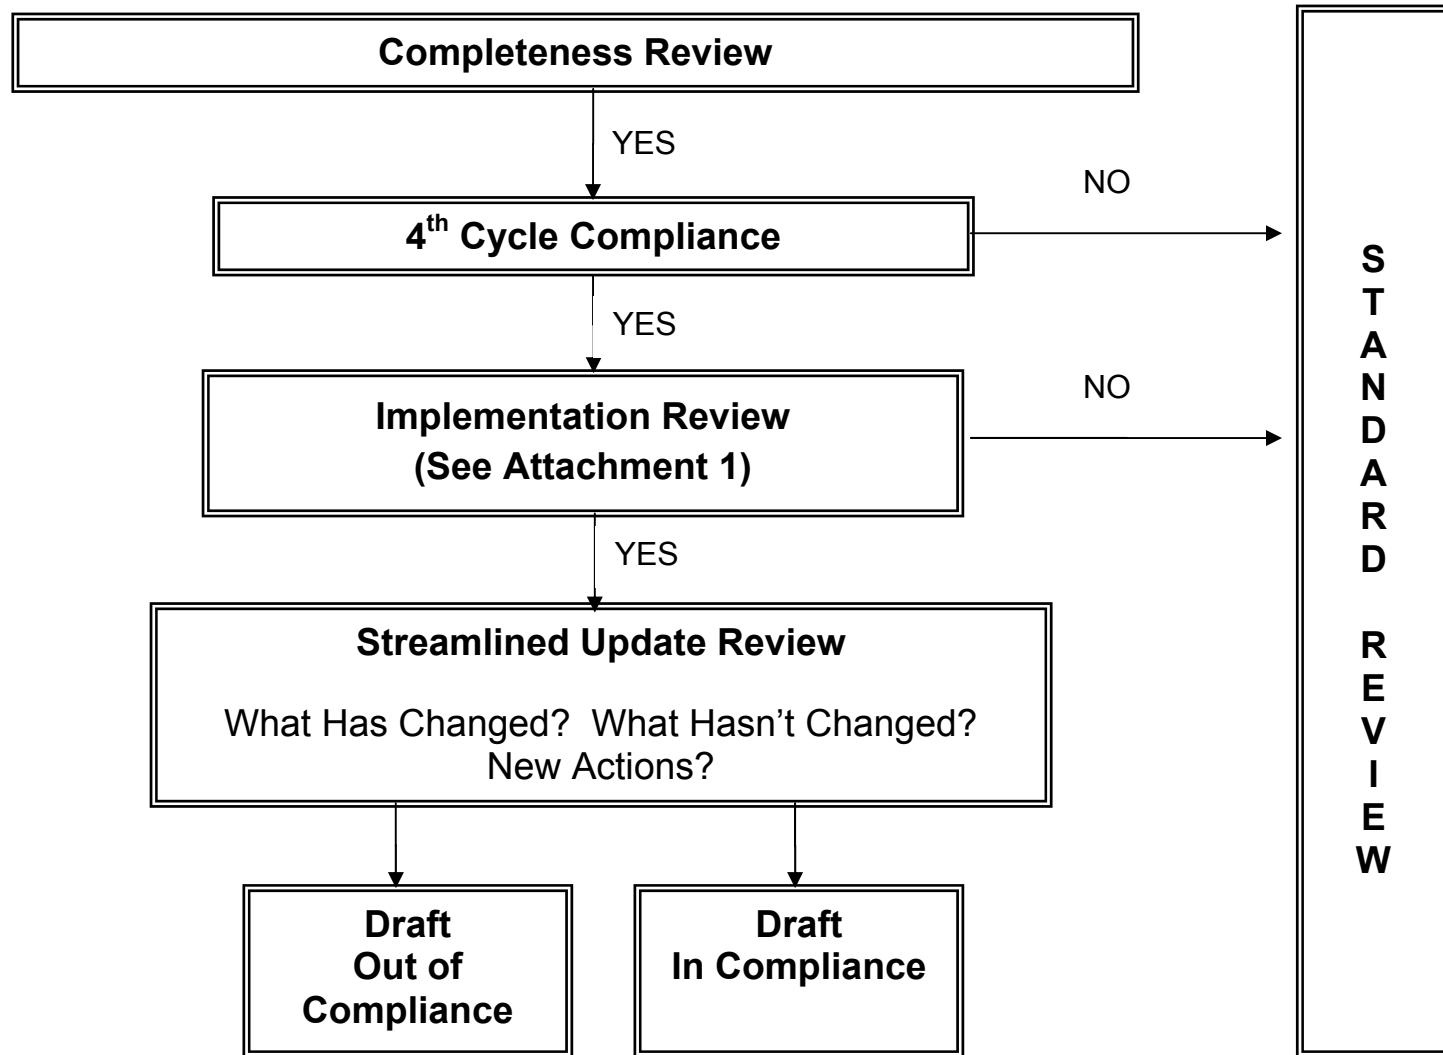 Completeness Review
YES
NO
4th Cycle Compliance
YES
NO
Implementation Review
(See Attachment 1)
YES
Streamlined Update Review
What Has Changed?  What Hasn’t Changed?
New Actions?
Draft
Out of
Compliance
Draft
In Compliance
S
T
A
N
D
A
R
D
R
E
V
I
E
W